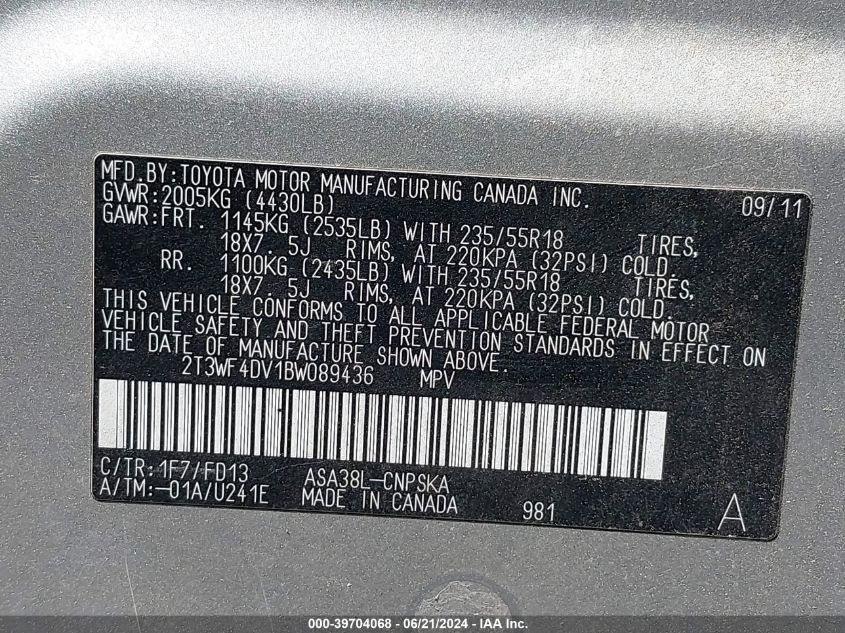 MFD.BY:TOYOTA MOTOR MANUFACTURING CANADA INC. 09/11
GVWR:2005KG (4430LB)
GAWR:FRT. 1145KG (2535LB) WITH 235/55R18 TIRES,
18X7. 5J RIMS, AT 220KPA (32PSI) COLD.
RR. 1100KG (2435LB) WITH 235/55R18 TIRES,
18X7. 5J RIMS, AT 220KPA (32PSI) COLD.
THIS VEHICLE CONFORMS TO ALL APPLICABLE FEDERAL MOTOR
VEHICLE SAFETY AND THEFT PREVENTION STANDARDS IN EFFECT ON
THE DATE OF MANUFACTURE SHOWN ABOVE.
2T3WF4DV1BW089436 MPV
C/TR:1F7/FD13 ASA38L-CNPSKA
A/TM:-01A/U241E MADE IN CANADA 981 A
000-39704068 - 06/21/2024 - IAA Inc.